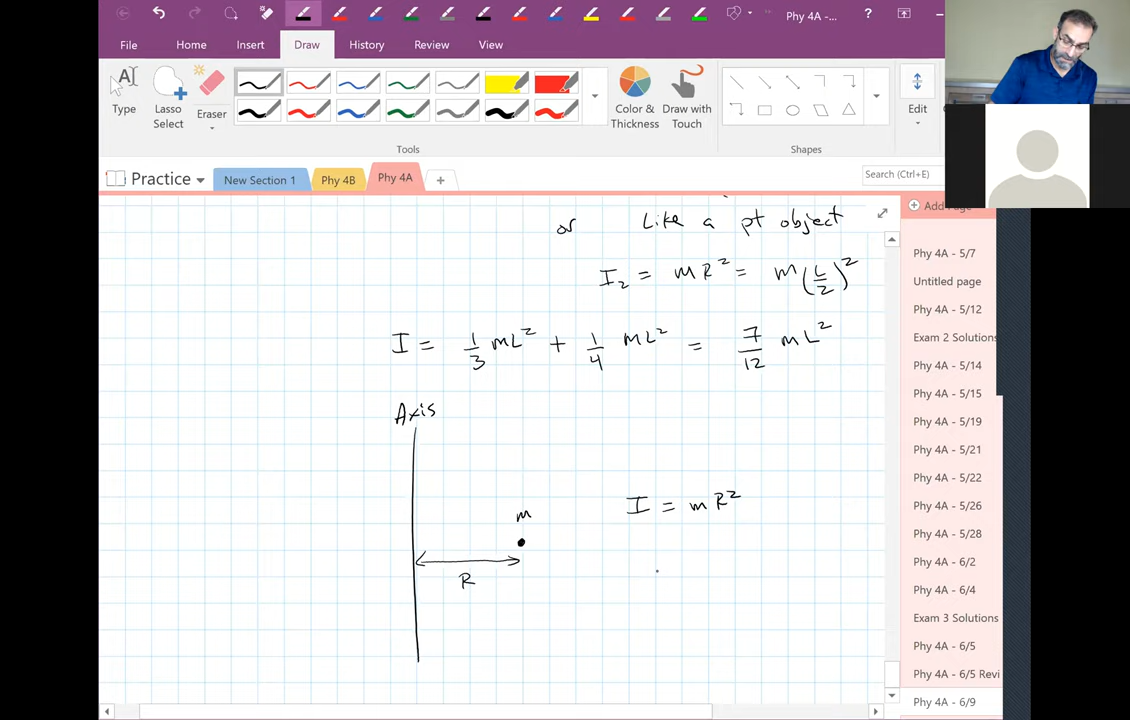 Phy 4A -...
?
File
Home
Insert
Draw
History
Review
View
Type
Lasso Select
Eraser
Color & Thickness
Draw with Touch
Edit
Tools
Shapes
Practice
New Section 1
Phy 4B
Phy 4A
+
Search (Ctrl+E)
Add Page
Phy 4A - 5/7
Untitled page
Phy 4A - 5/12
Exam 2 Solutions
Phy 4A - 5/14
Phy 4A - 5/15
Phy 4A - 5/19
Phy 4A - 5/21
Phy 4A - 5/22
Phy 4A - 5/26
Phy 4A - 5/28
Phy 4A - 6/2
Phy 4A - 6/4
Exam 3 Solutions
Phy 4A - 6/5
Phy 4A - 6/5 Revi
Phy 4A - 6/9
or Like a pt object
I₂ = mR² = m(L/2)²
I = 1/3 mL² + 1/4 mL² = 7/12 mL²
Axis
I = mR²
m
R